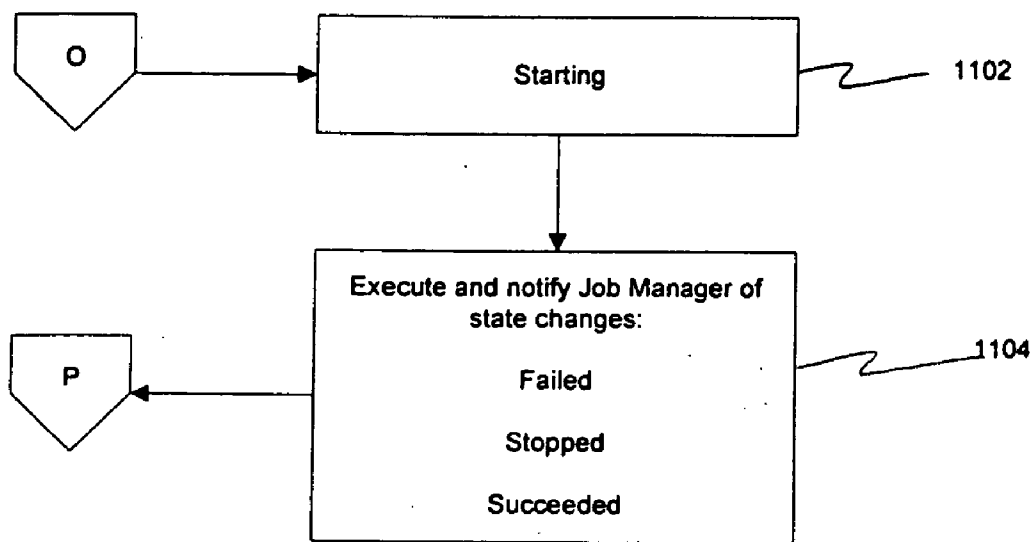 O
Starting
1102
Execute and notify Job Manager of
state changes:
Failed
Stopped
Succeeded
1104
P